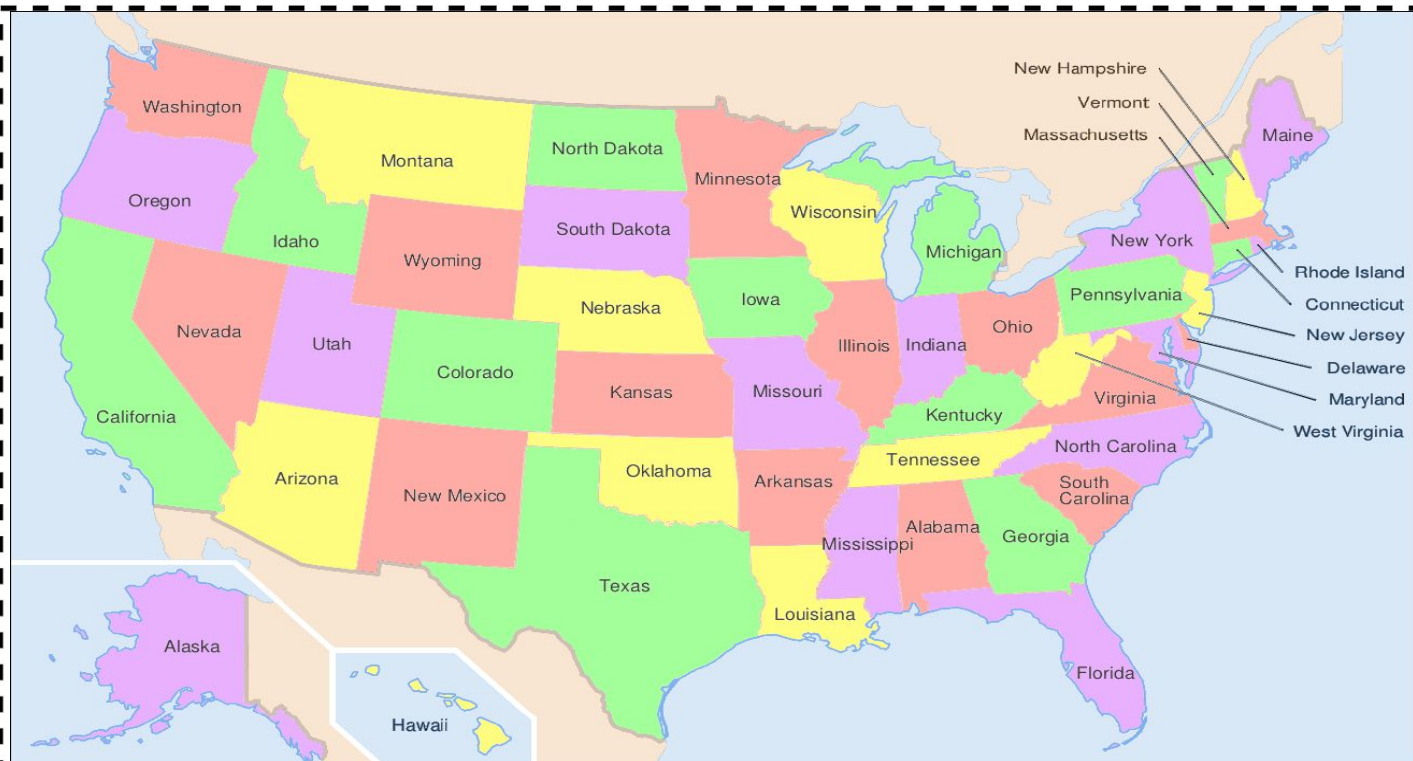 New Hampshire
Vermont
Massachusetts
Washington
Maine
Montana
North Dakota
Minnesota
Oregon
Wisconsin
South Dakota
Idaho
New York
Michigan
Wyoming
Rhode Island
Pennsylvania
Iowa
Connecticut
Nebraska
Nevada
Ohio
New Jersey
Utah
Illinois
Indiana
Colorado
Delaware
Kansas
Missouri
Virginia
Maryland
California
Kentucky
West Virginia
North Carolina
Tennessee
Oklahoma
Arizona
Arkansas
South
Carolina
New Mexico
Alabama
Georgia
Mississippi
Texas
Louisiana
Alaska
Florida
Hawaii